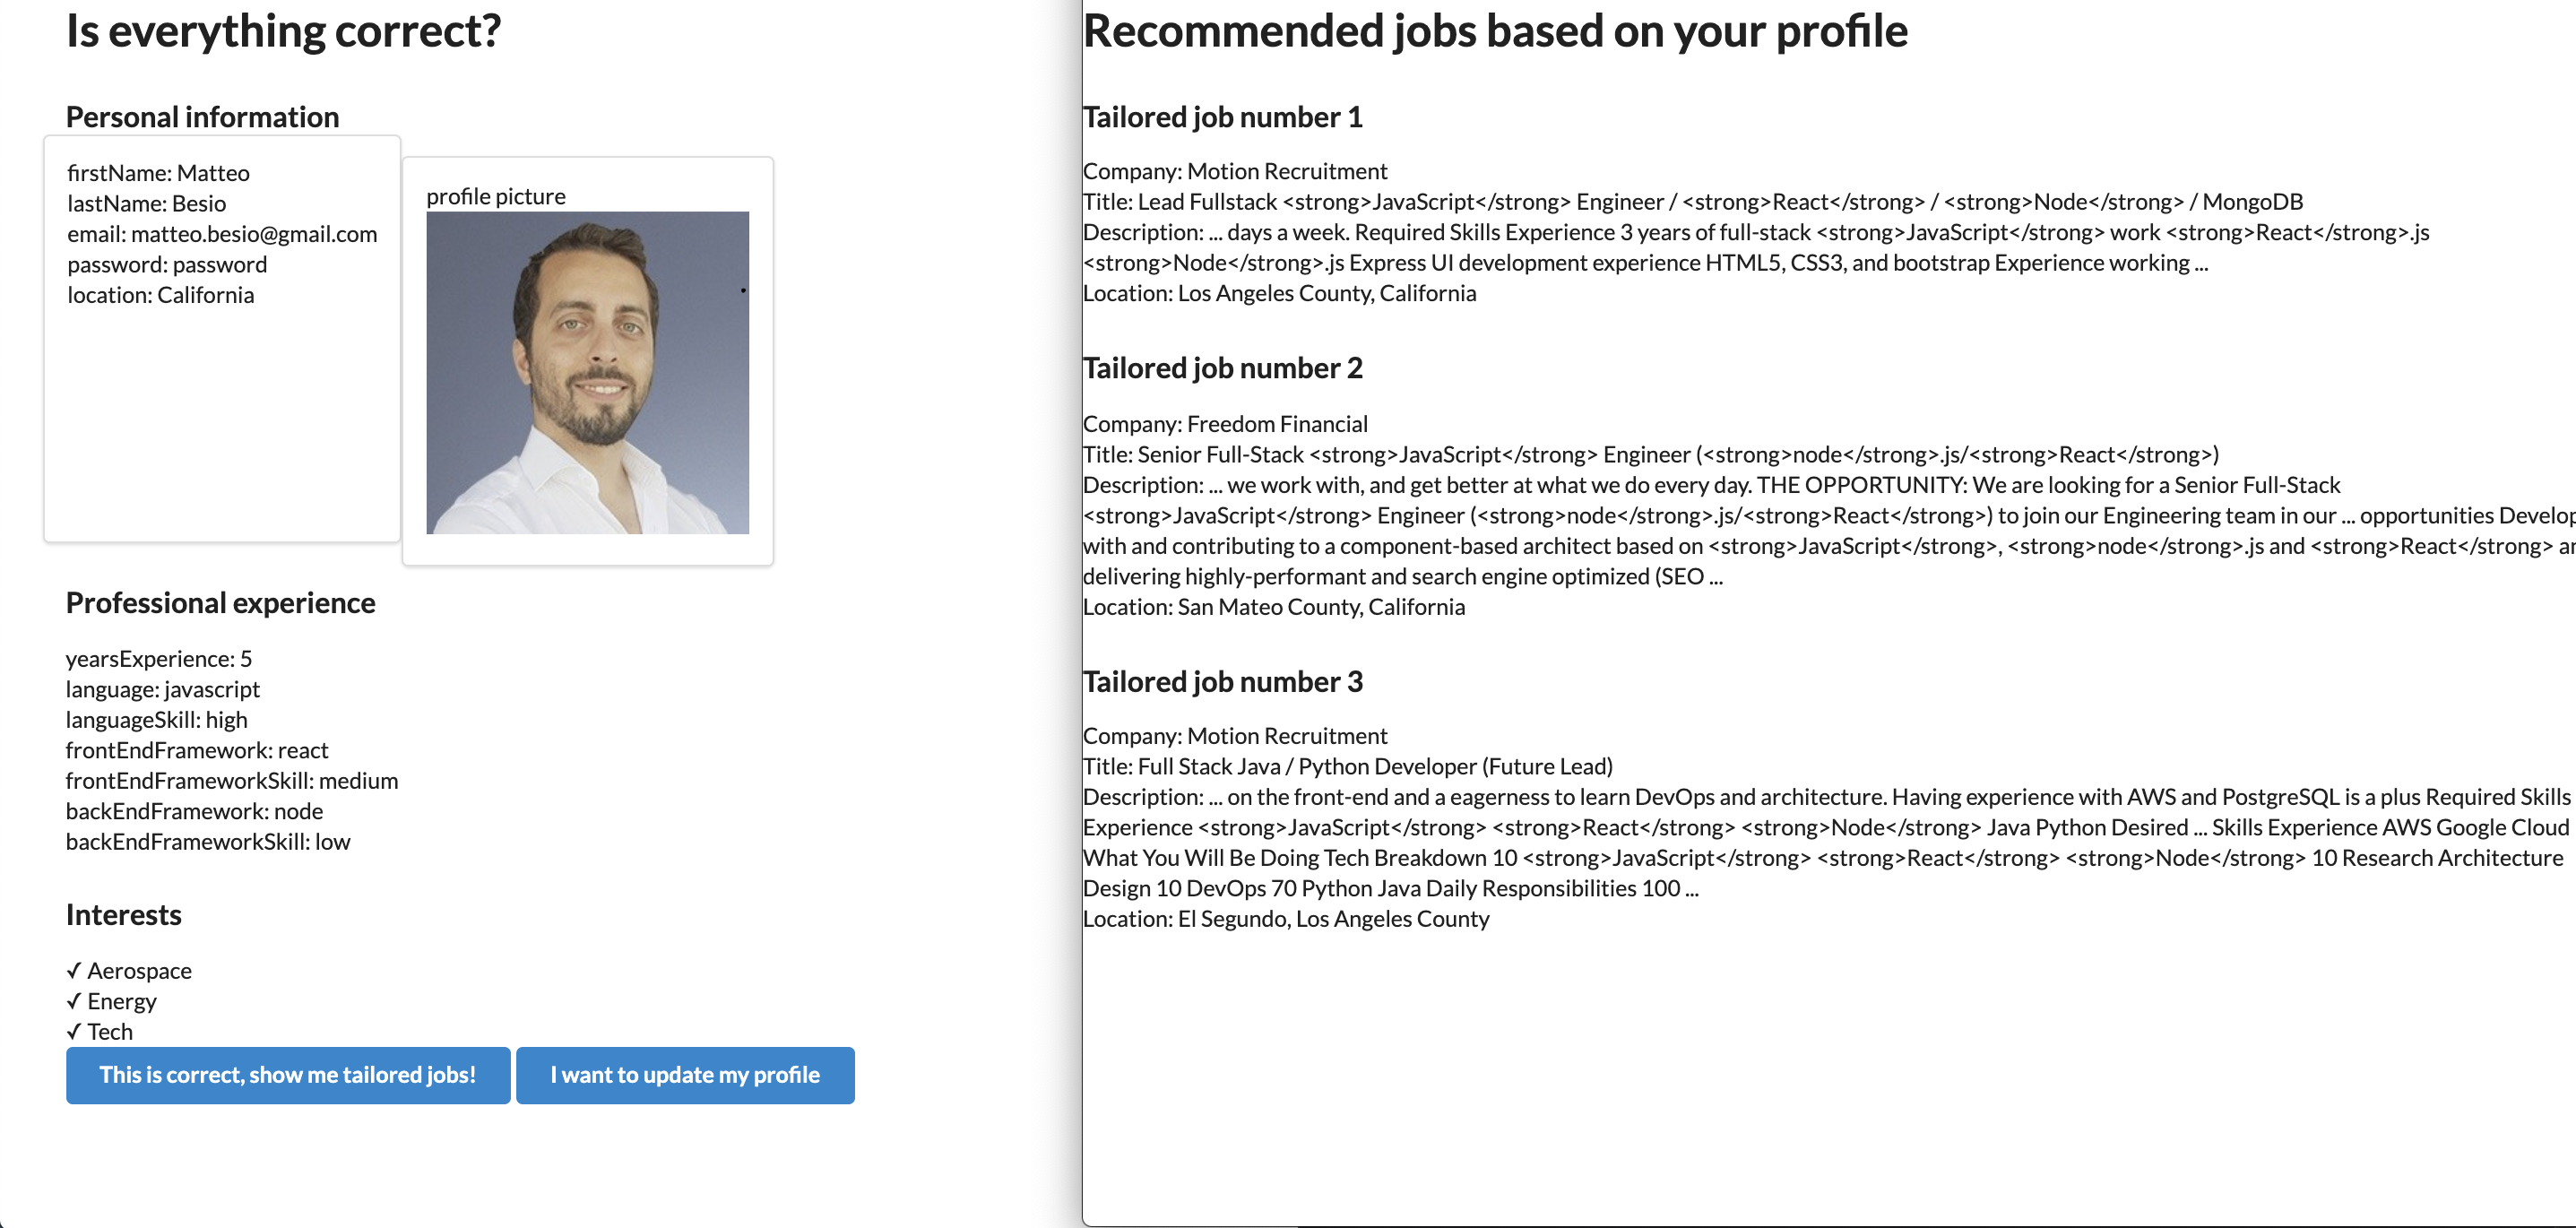 Is everything correct?
Personal information
firstName: Matteo
lastName: Besio
email: matteo.besio@gmail.com
password: password
location: California
profile picture
Professional experience
yearsExperience: 5
language: javascript
languageSkill: high
frontEndFramework: react
frontEndFrameworkSkill: medium
backEndFramework: node
backEndFrameworkSkill: low
Interests
✓ Aerospace
✓ Energy
✓ Tech
This is correct, show me tailored jobs!
I want to update my profile
Recommended jobs based on your profile
Tailored job number 1
Company: Motion Recruitment
Title: Lead Fullstack <strong>JavaScript</strong> Engineer / <strong>React</strong> / <strong>Node</strong> / MongoDB
Description: ... days a week. Required Skills Experience 3 years of full-stack <strong>JavaScript</strong> work <strong>React</strong>.js
<strong>Node</strong>.js Express UI development experience HTML5, CSS3, and bootstrap Experience working ...
Location: Los Angeles County, California
Tailored job number 2
Company: Freedom Financial
Title: Senior Full-Stack <strong>JavaScript</strong> Engineer (<strong>node</strong>.js/<strong>React</strong>)
Description: ... we work with, and get better at what we do every day. THE OPPORTUNITY: We are looking for a Senior Full-Stack
<strong>JavaScript</strong> Engineer (<strong>node</strong>.js/<strong>React</strong>) to join our Engineering team in our ... opportunities Develop
with and contributing to a component-based architect based on <strong>JavaScript</strong>, <strong>node</strong>.js and <strong>React</strong>
delivering highly-performant and search engine optimized (SEO ...
Location: San Mateo County, California
Tailored job number 3
Company: Motion Recruitment
Title: Full Stack Java / Python Developer (Future Lead)
Description: ... on the front-end and a eagerness to learn DevOps and architecture. Having experience with AWS and PostgreSQL is a plus Required Skills
Experience <strong>JavaScript</strong> <strong>React</strong> <strong>Node</strong> Java Python Desired ... Skills Experience AWS Google Cloud
What You Will Be Doing Tech Breakdown 10 <strong>JavaScript</strong> <strong>React</strong> <strong>Node</strong> 10 Research Architecture
Design 10 DevOps 70 Python Java Daily Responsibilities 100 ...
Location: El Segundo, Los Angeles County